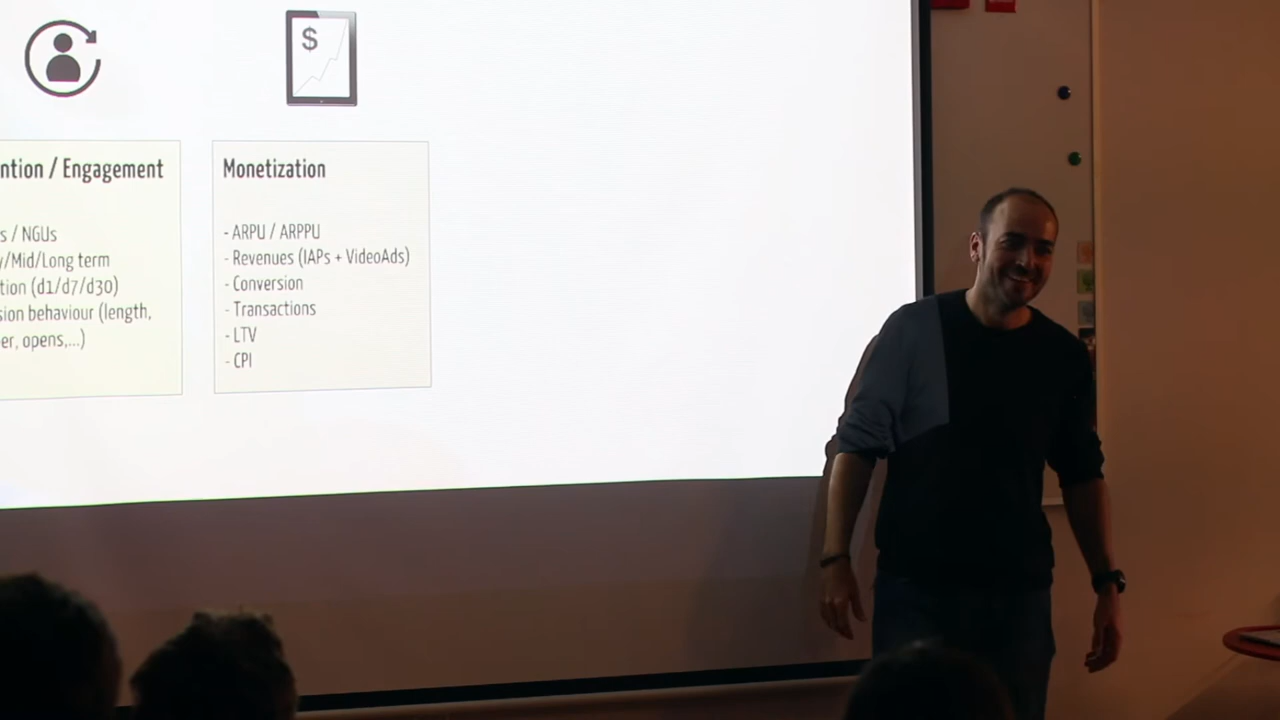 $
ntion / Engagement
s / NGUs
y/Mid/Long term
tion (d1/d7/d30)
sion behaviour (length,
er, opens,...)
Monetization
- ARPU / ARPPU
- Revenues (IAPs + VideoAds)
- Conversion
- Transactions
- LTV
- CPI